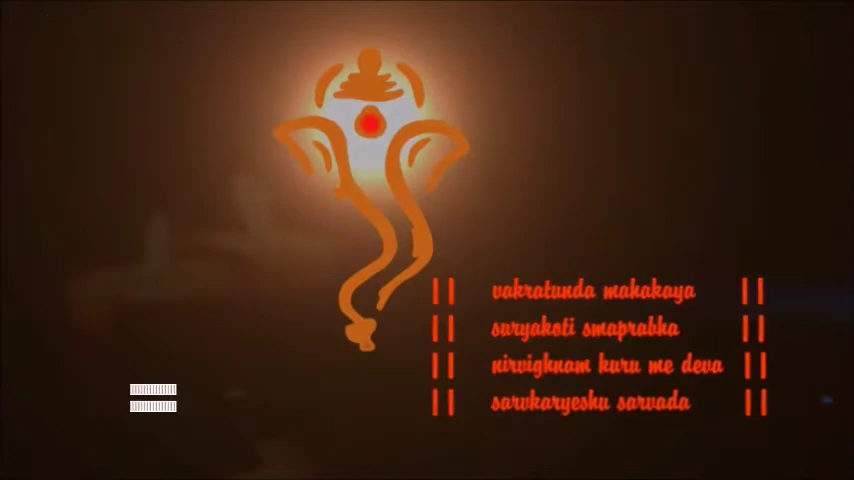 || vakratunda mahakaya ||
|| suryakoti smaprabha ||
|| nirvighnam kuru me deva ||
|| sarvkaryeshu sarvada ||